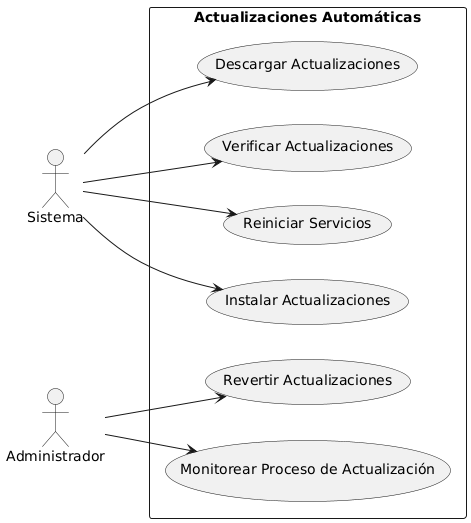 Actualizaciones Automáticas
Descargar Actualizaciones
Verificar Actualizaciones
Sistema
Reiniciar Servicios
Instalar Actualizaciones
Revertir Actualizaciones
Administrador
Monitorear Proceso de Actualización